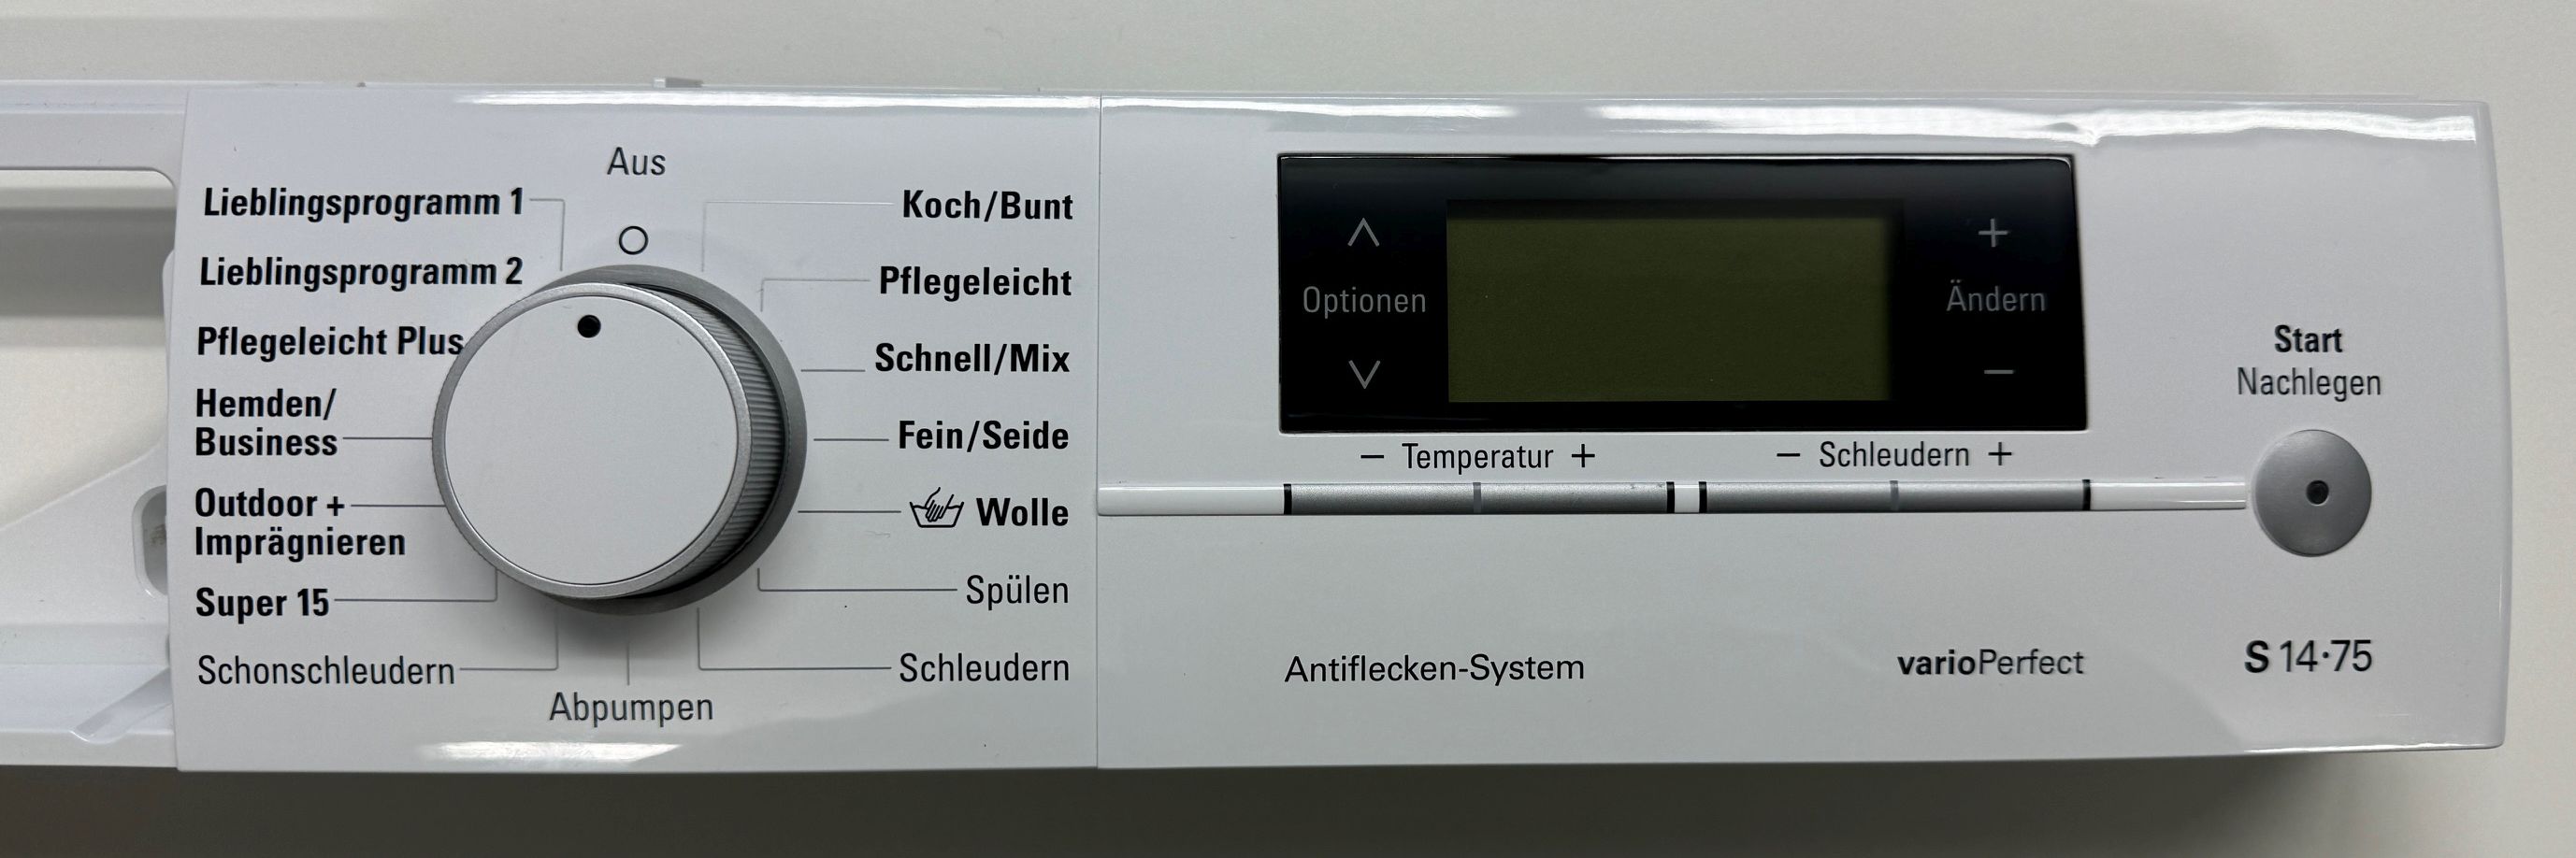 Aus
Lieblingsprogramm 1
Lieblingsprogramm 2
Pflegeleicht Plus
Hemden/
Business
Outdoor +
Imprägnieren
Super 15
Schonschleudern
Abpumpen
Koch/Bunt
Pflegeleicht
Schnell/Mix
Fein/Seide
Wolle
Spülen
Schleudern
Optionen
+
Ändern
−
− Temperatur +
− Schleudern +
Start
Nachlegen
Antiflecken-System
varioPerfect
S 14·75